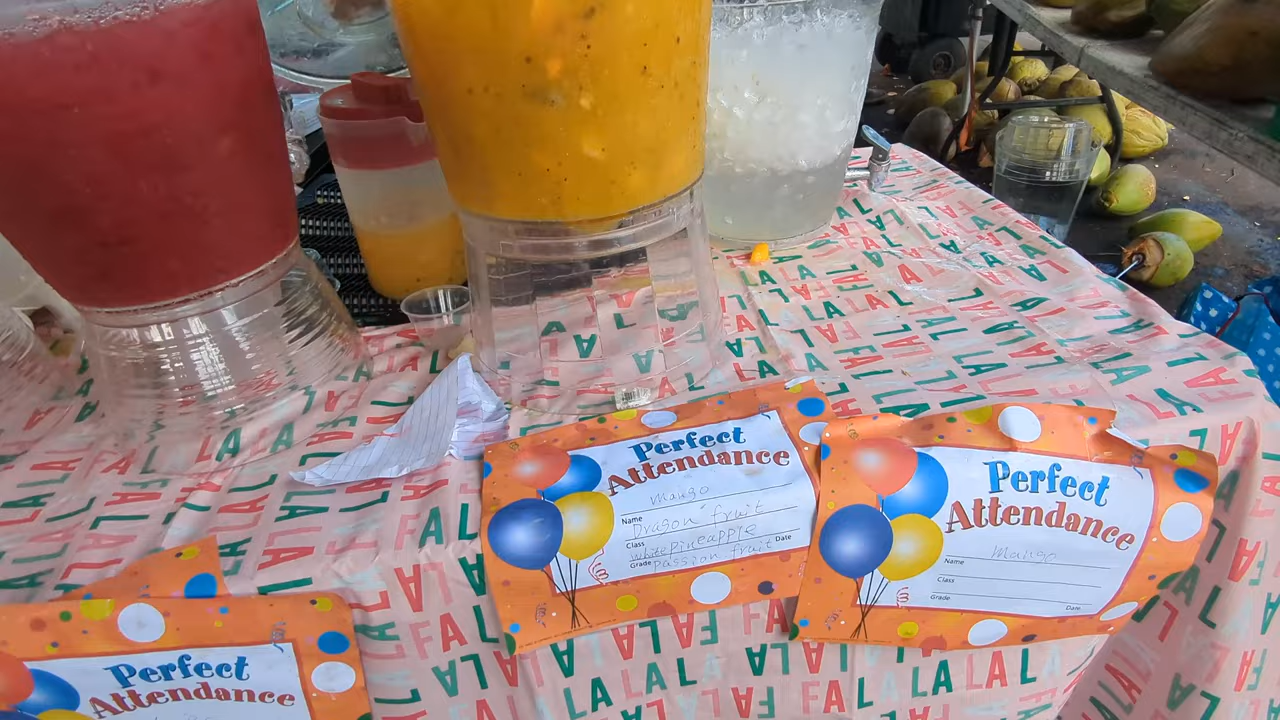 Perfect
Attendance
Mango
Name
Dragon fruit
Class
white Pineapple
Date
Grade
passion fruit
Perfect
Attendance
Mango
Name
Class
Grade
Date
Perfect
Attendance
FA LA LA LA